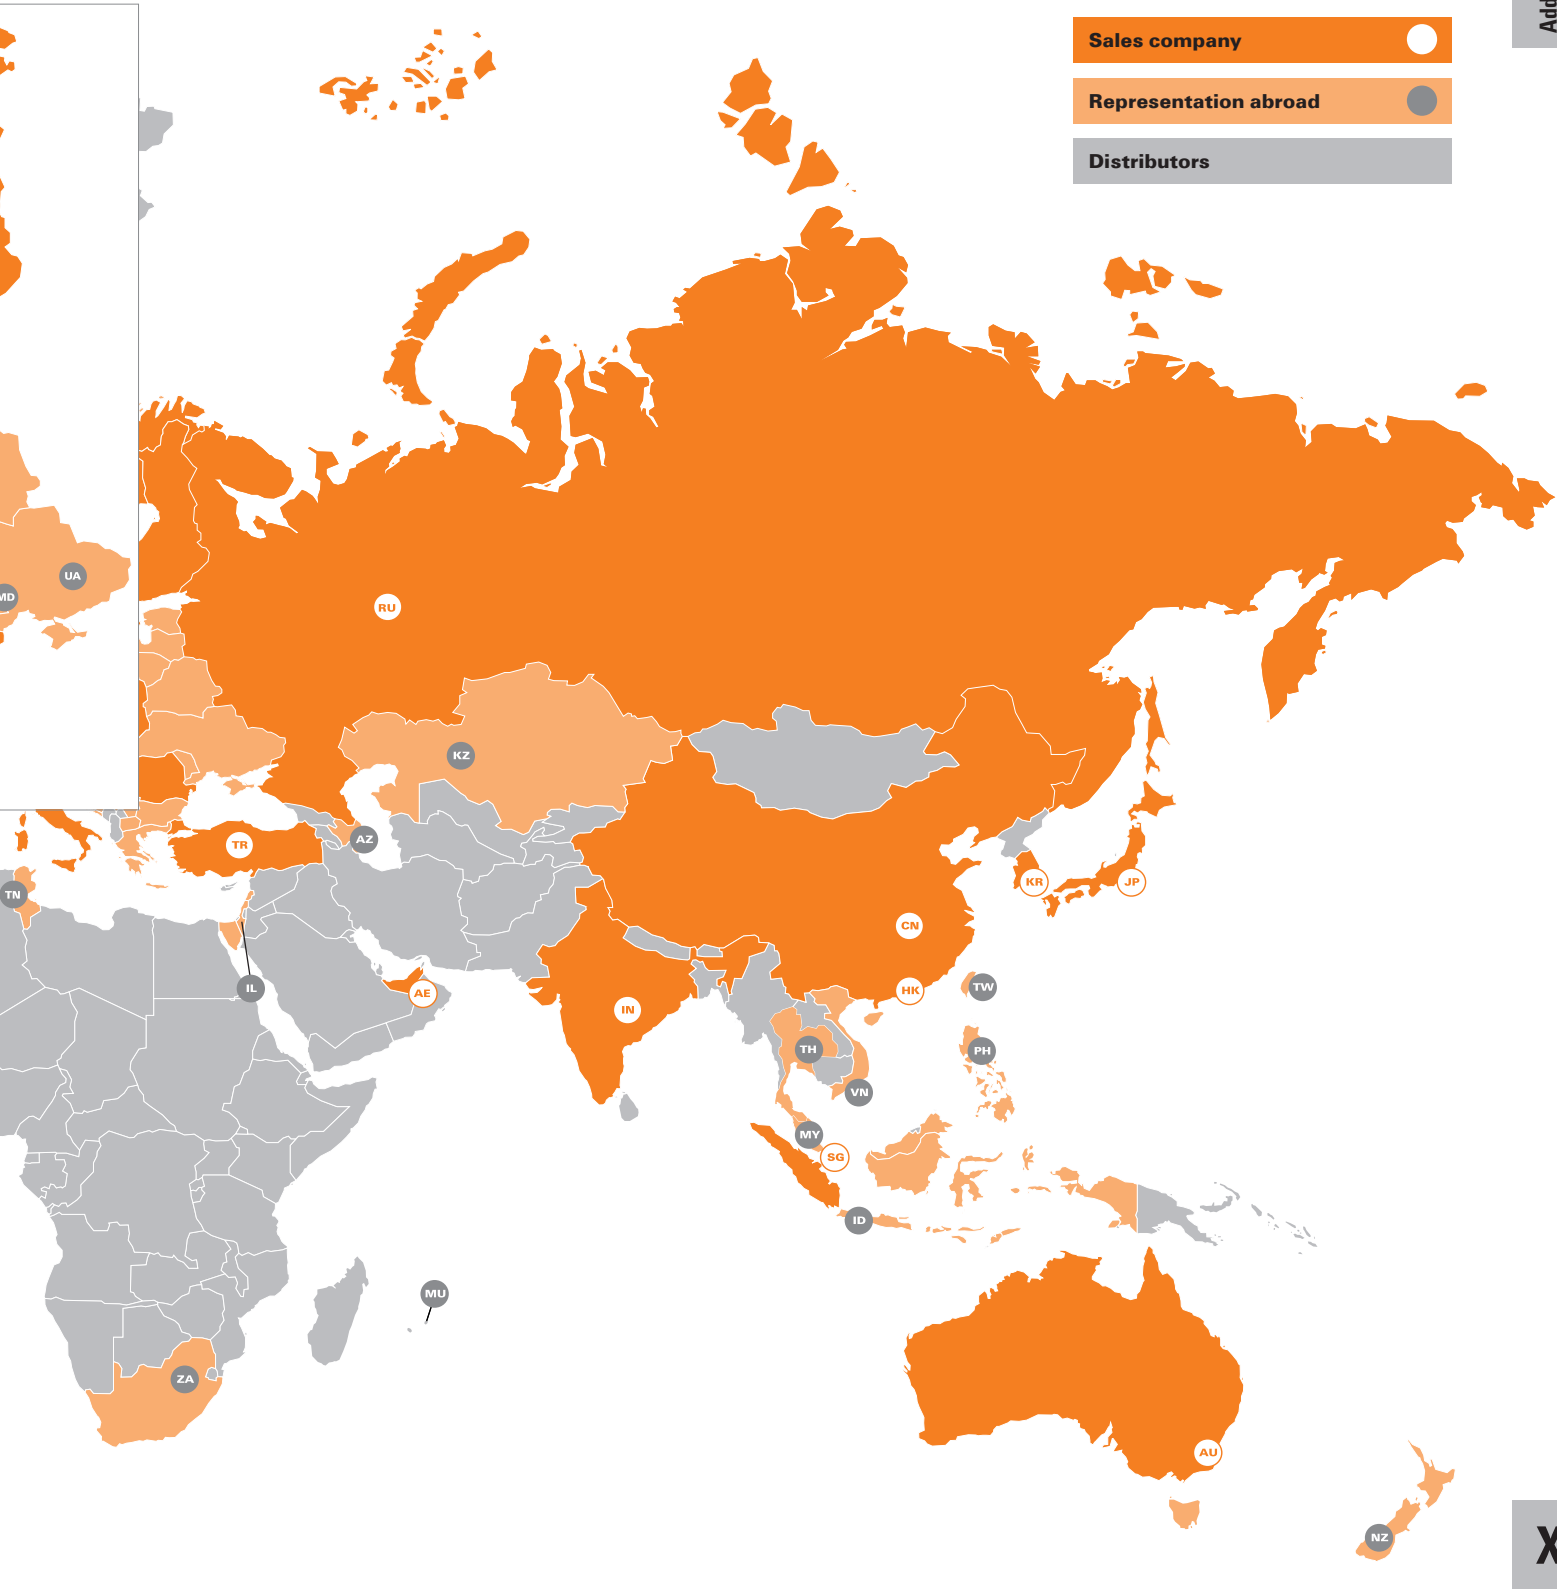 Add
Sales company
Representation abroad
Distributors
UA
MD
RU
KZ
TR
AZ
TN
KR
JP
CN
IL
AE
HK
TW
IN
TH
PH
VN
MY
SG
ID
MU
ZA
AU
NZ
X